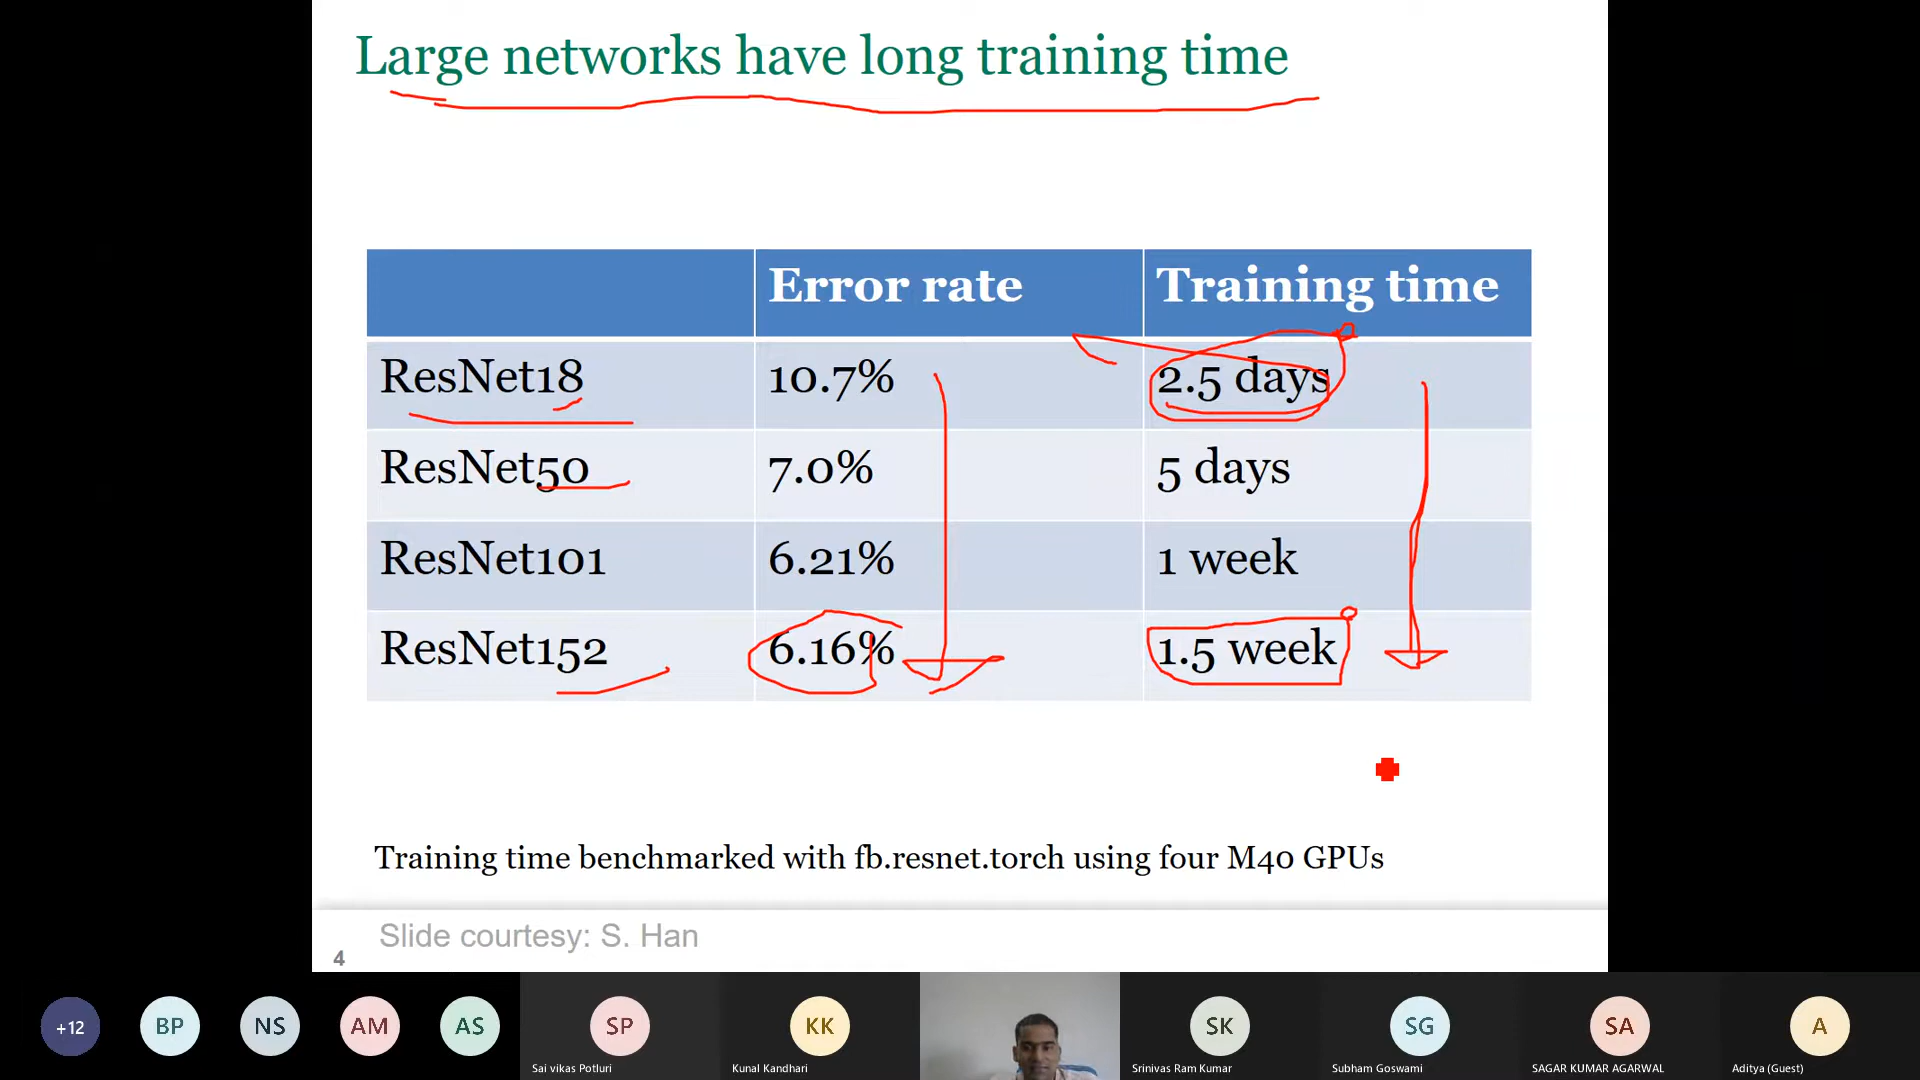 Large networks have long training time
Error rate Training time
ResNet18 10.7% 2.5 days
ResNet50 7.0% 5 days
ResNet101 6.21% 1 week
ResNet152 6.16% 1.5 week
Training time benchmarked with fb.resnet.torch using four M40 GPUs
Slide courtesy: S. Han
4
+12 BP NS AM AS SP KK SK SG SA A
Sai vikas Potluri Kunal Kandhari Srinivas Ram Kumar Subham Goswami SAGAR KUMAR AGARWAL Aditya (Guest)